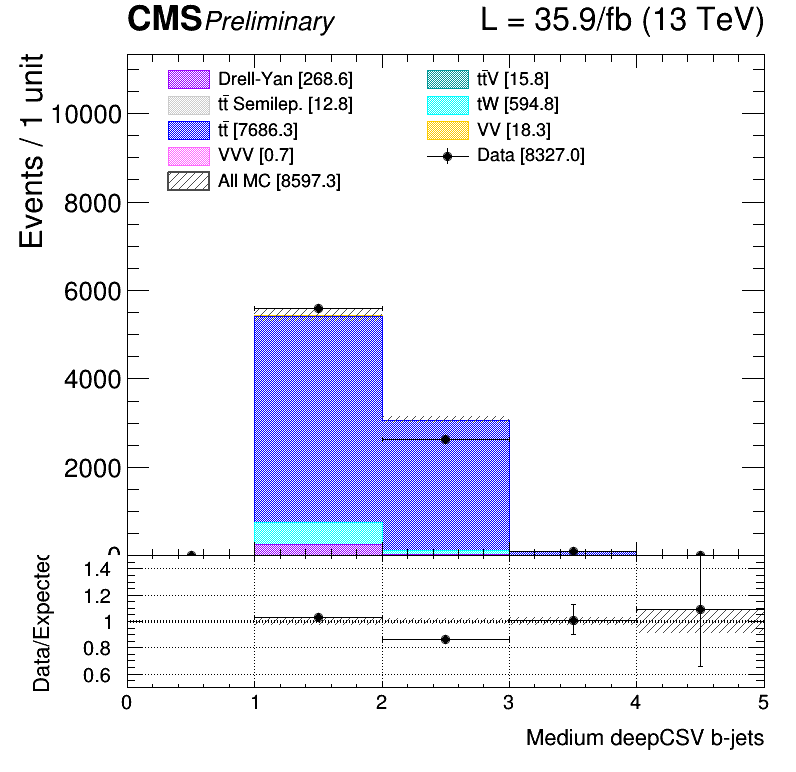 CMS Preliminary L = 35.9/fb (13 TeV)
Events / 1 unit
Drell-Yan [268.6]
tt̄ Semilep. [12.8]
tt̄ [7686.3]
VVV [0.7]
All MC [8597.3]
tt̄V [15.8]
tW [594.8]
VV [18.3]
Data [8327.0]
10000
8000
6000
4000
2000
0
Data/Expected
1.4
1.2
1
0.8
0.6
0 1 2 3 4 5
Medium deepCSV b-jets